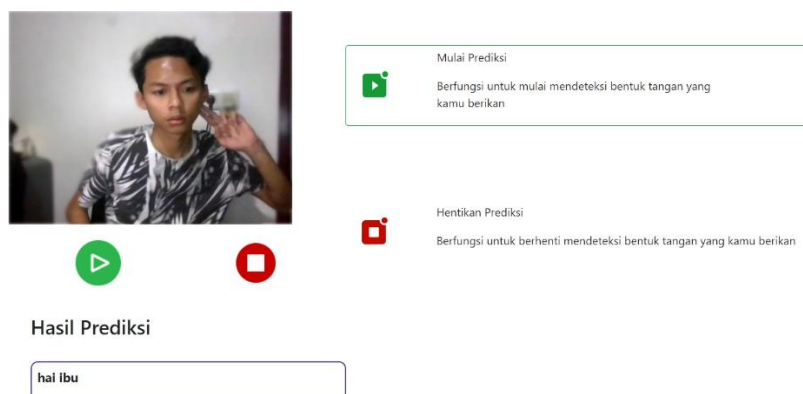 Mulai Prediksi
Berfungsi untuk mulai mendeteksi bentuk tangan yang
kamu berikan
Hentikan Prediksi
Berfungsi untuk berhenti mendeteksi bentuk tangan yang kamu berikan
Hasil Prediksi
hai ibu